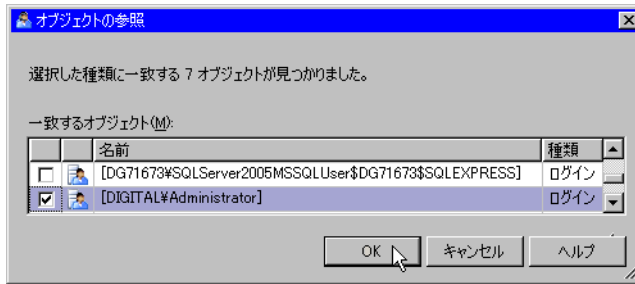 オブジェクトの参照
選択した種類に一致する 7 オブジェクトが見つかりました。
一致するオブジェクト(M):
名前 種類
[DG71673¥SQLServer2005MSSQLUser$DG71673$SQLEXPRESS] ログイン
[DIGITAL¥Administrator] ログイン
OK キャンセル ヘルプ